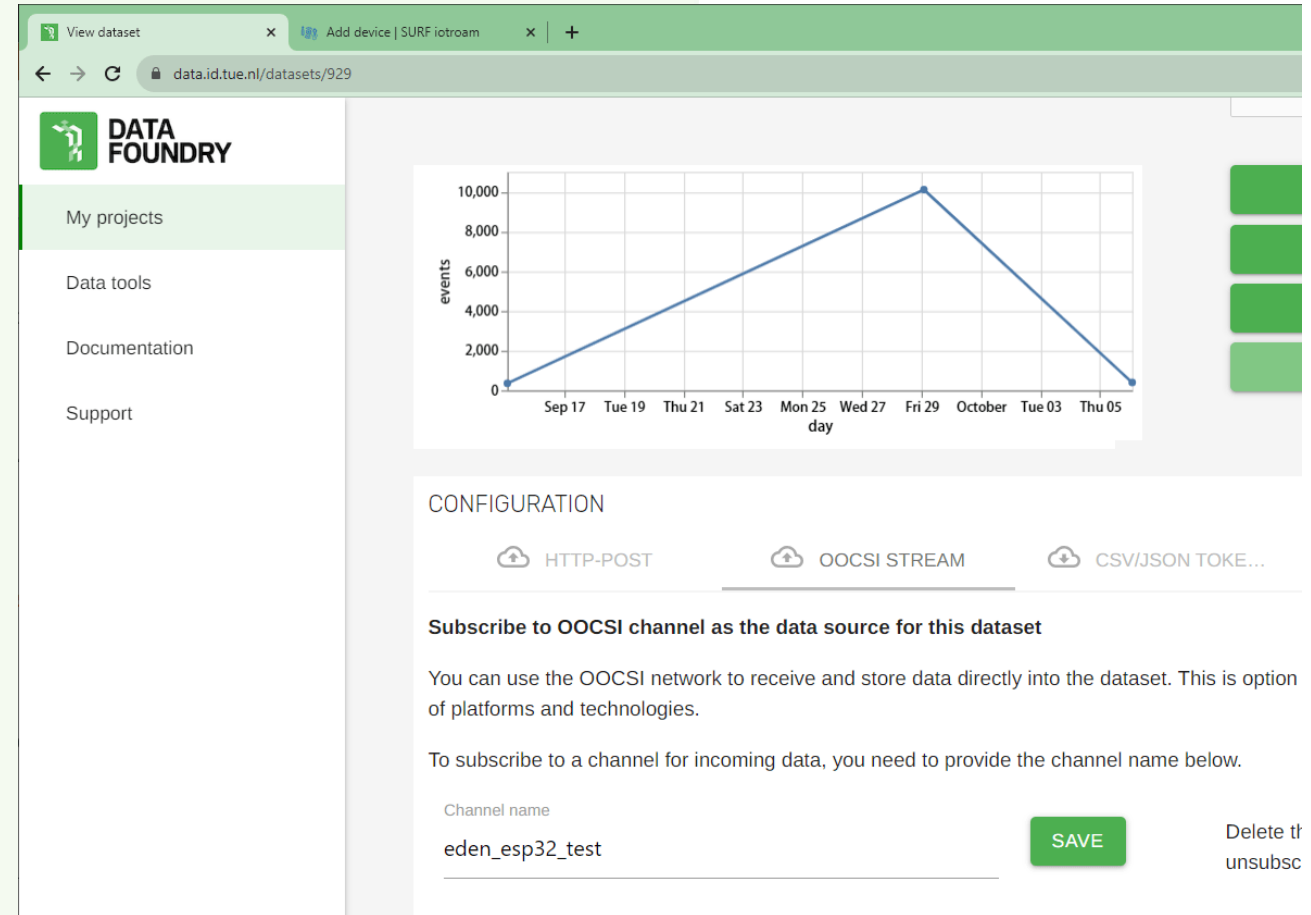 View dataset
Add device | SURF iotroam
data.id.tue.nl/datasets/929
DATA
FOUNDRY
My projects
Data tools
Documentation
Support
10,000
8,000
6,000
4,000
2,000
0
events
Sep 17 Tue 19 Thu 21 Sat 23 Mon 25 Wed 27 Fri 29 October Tue 03 Thu 05
day
CONFIGURATION
HTTP-POST OOCSI STREAM CSV/JSON TOKE...
Subscribe to OOCSI channel as the data source for this dataset
You can use the OOCSI network to receive and store data directly into the dataset. This is option
of platforms and technologies.
To subscribe to a channel for incoming data, you need to provide the channel name below.
Channel name
eden_esp32_test
SAVE
Delete th
unsubsc